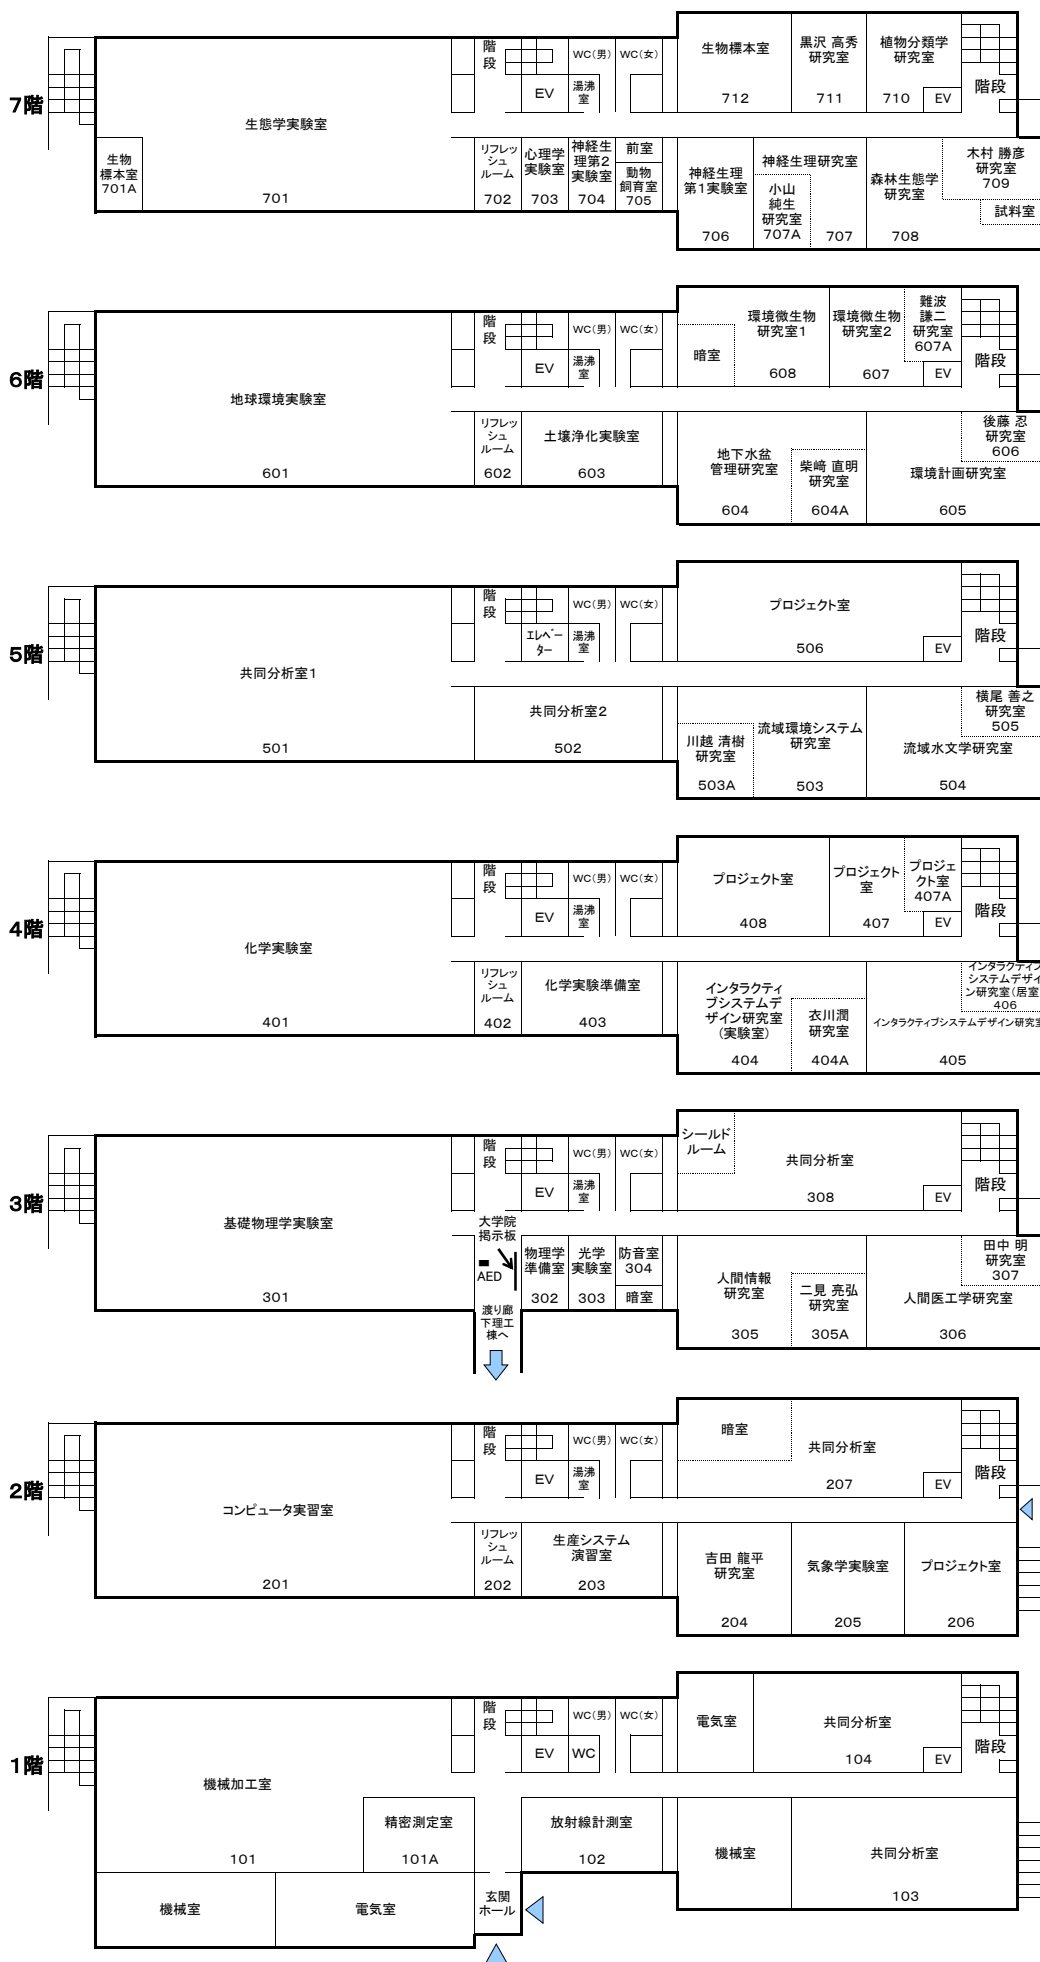 7階
階
段
WC(男)
WC(女)
EV
湯沸
室
生物標本室
712
黒沢 高秀
研究室
711
植物分類学
研究室
710
EV
階段
生態学実験室
701
生物
標本室
701A
リフレッ
シュ
ルーム
702
心理学
実験室
703
神経生
理第2
実験室
704
前室
動物
飼育室
705
神経生理
第1実験室
706
神経生理研究室
小山
純生
研究室
707A
707
森林生態学
研究室
708
木村 勝彦
研究室
709
試料室
6階
階
段
WC(男)
WC(女)
EV
湯沸
室
暗室
環境微生物
研究室1
608
環境微生物
研究室2
607
難波
謙二
研究室
607A
EV
階段
地球環境実験室
601
リフレッ
シュ
ルーム
602
土壌浄化実験室
603
地下水盆
管理研究室
604
柴﨑 直明
研究室
604A
環境計画研究室
605
後藤 忍
研究室
606
5階
階
段
WC(男)
WC(女)
エレベー
ター
湯沸
室
プロジェクト室
506
EV
階段
共同分析室1
501
共同分析室2
502
川越 清樹
研究室
503A
流域環境システム
研究室
503
流域水文学研究室
504
横尾 善之
研究室
505
4階
階
段
WC(男)
WC(女)
EV
湯沸
室
プロジェクト室
408
プロジェクト
室
407
プロジェ
クト室
407A
EV
階段
化学実験室
401
リフレッ
シュ
ルーム
402
化学実験準備室
403
インタラクティ
ブシステムデ
ザイン研究室
(実験室)
404
衣川潤
研究室
404A
インタラクティブシステムデザイン研究室
405
インタラクティブ
システムデザイ
ン研究室(居室
406
3階
階
段
WC(男)
WC(女)
EV
湯沸
室
シールド
ルーム
共同分析室
308
EV
階段
基礎物理学実験室
301
大学院
掲示板
AED
渡り廊
下理工
棟へ
物理学
準備室
302
光学
実験室
303
防音室
304
暗室
人間情報
研究室
305
二見 亮弘
研究室
305A
人間医工学研究室
306
田中 明
研究室
307
2階
階
段
WC(男)
WC(女)
EV
湯沸
室
暗室
共同分析室
207
EV
階段
コンピュータ実習室
201
リフレッ
シュ
ルーム
202
生産システム
演習室
203
吉田 龍平
研究室
204
気象学実験室
205
プロジェクト室
206
1階
階
段
WC(男)
WC(女)
EV
WC
電気室
共同分析室
104
EV
階段
機械加工室
101
精密測定室
101A
放射線計測室
102
機械室
共同分析室
103
機械室
電気室
玄関
ホール